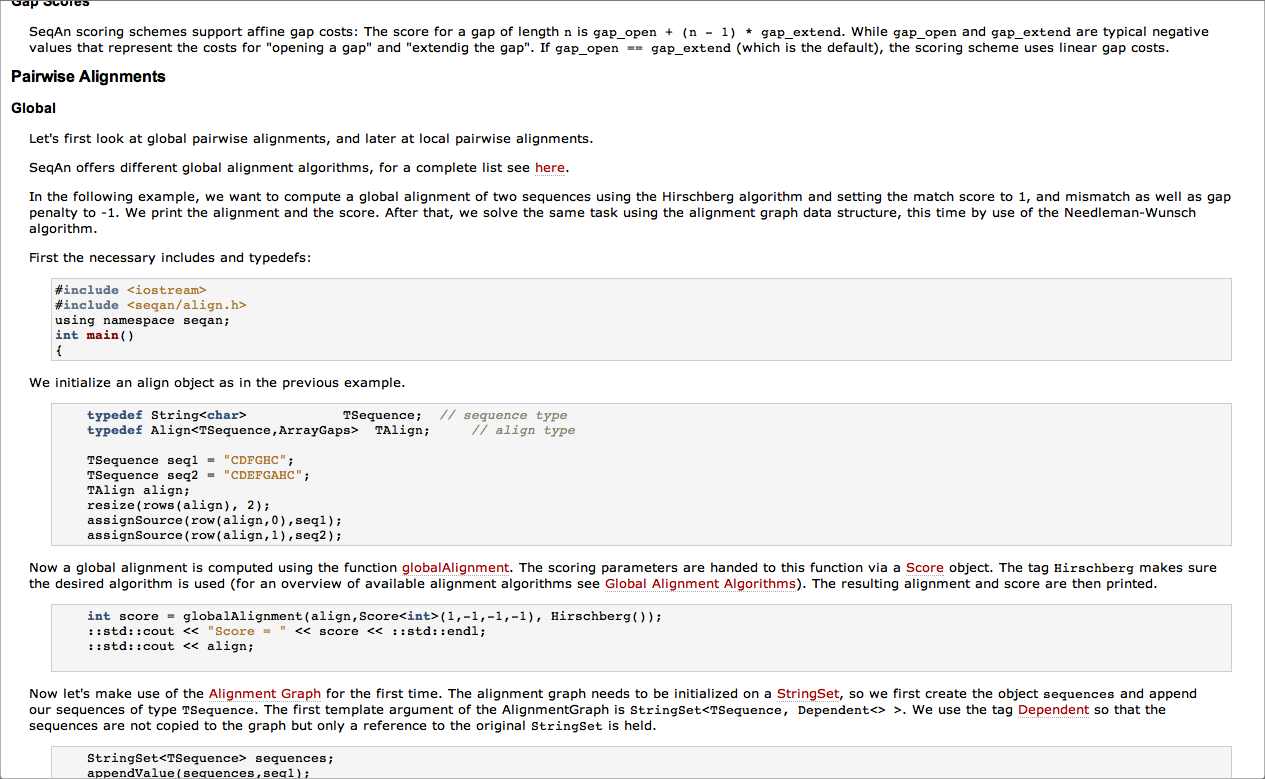 Gap Scores
SeqAn scoring schemes support affine gap costs: The score for a gap of length n is gap_open + (n - 1) * gap_extend. While gap_open and gap_extend are typical negative
values that represent the costs for "opening a gap" and "extendig the gap". If gap_open == gap_extend (which is the default), the scoring scheme uses linear gap costs.
Pairwise Alignments
Global
Let's first look at global pairwise alignments, and later at local pairwise alignments.
SeqAn offers different global alignment algorithms, for a complete list see here.
In the following example, we want to compute a global alignment of two sequences using the Hirschberg algorithm and setting the match score to 1, and mismatch as well as gap
penalty to -1. We print the alignment and the score. After that, we solve the same task using the alignment graph data structure, this time by use of the Needleman-Wunsch
algorithm.
First the necessary includes and typedefs:
#include <iostream>
#include <seqan/align.h>
using namespace seqan;
int main()
{
We initialize an align object as in the previous example.
typedef String<char>            TSequence;  // sequence type
typedef Align<TSequence,ArrayGaps>  TAlign;     // align type
TSequence seq1 = "CDFGHC";
TSequence seq2 = "CDEFGAHC";
TAlign align;
resize(rows(align), 2);
assignSource(row(align,0),seq1);
assignSource(row(align,1),seq2);
Now a global alignment is computed using the function globalAlignment. The scoring parameters are handed to this function via a Score object. The tag Hirschberg makes sure
the desired algorithm is used (for an overview of available alignment algorithms see Global Alignment Algorithms). The resulting alignment and score are then printed.
int score = globalAlignment(align,Score<int>(1,-1,-1,-1), Hirschberg());
::std::cout << "Score = " << score << ::std::endl;
::std::cout << align;
Now let's make use of the Alignment Graph for the first time. The alignment graph needs to be initialized on a StringSet, so we first create the object sequences and append
our sequences of type TSequence. The first template argument of the AlignmentGraph is StringSet<TSequence, Dependent<> >. We use the tag Dependent so that the
sequences are not copied to the graph but only a reference to the original StringSet is held.
StringSet<TSequence> sequences;
appendValue(sequences,seq1);